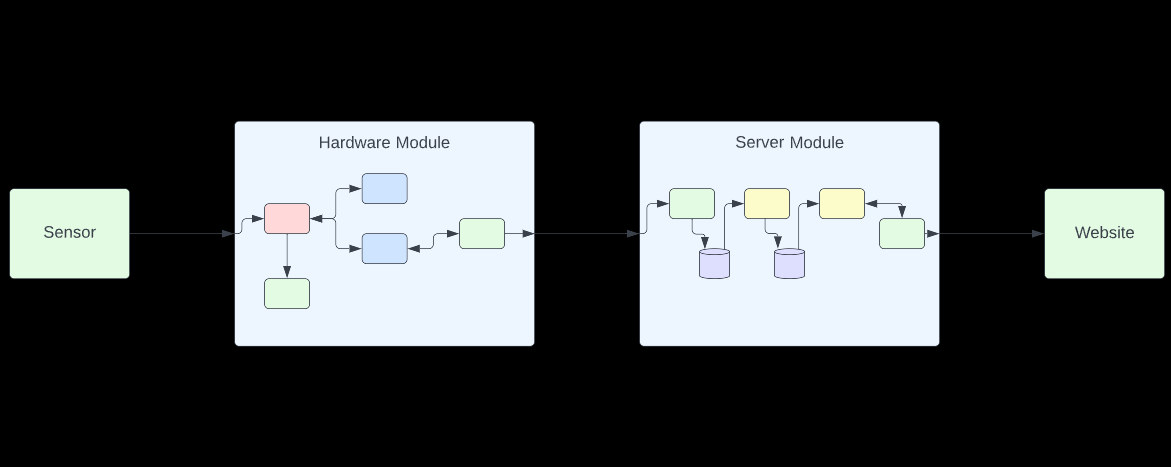 Hardware Module
Server Module
Sensor
Website